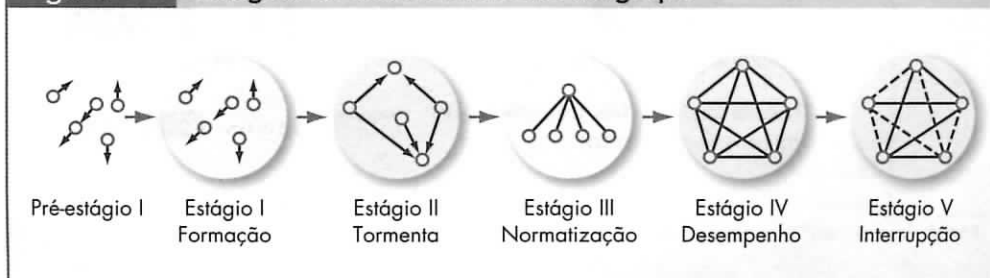 Pré-estágio I
Estágio I
Formação
Estágio II
Tormenta
Estágio III
Normatização
Estágio IV
Desempenho
Estágio V
Interrupção